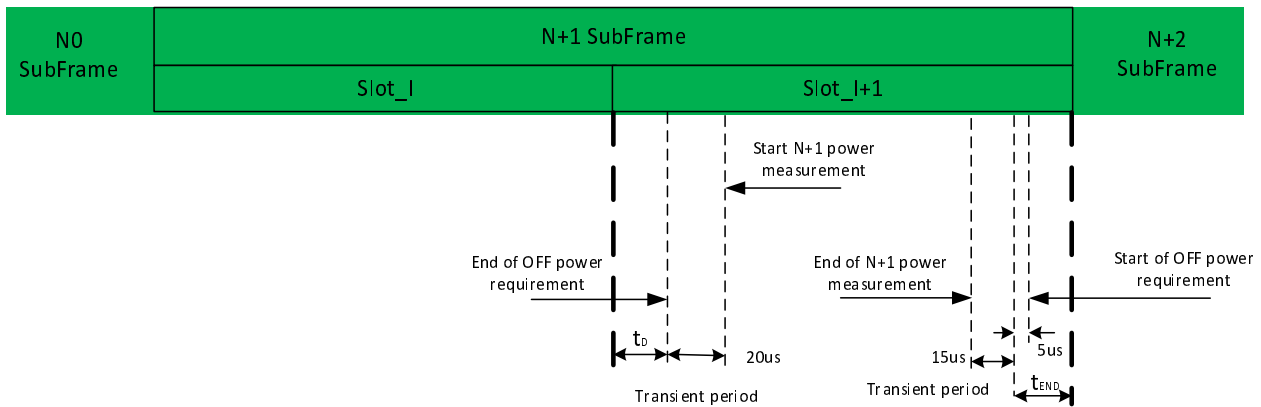 N0
SubFrame
N+1 SubFrame
N+2
SubFrame
Slot_I
Slot_I+1
Start N+1 power
measurement
End of OFF power
requirement
End of N+1 power
measurement
Start of OFF power
requirement
tD
20us
15us
5us
Transient period
Transient period
tEND